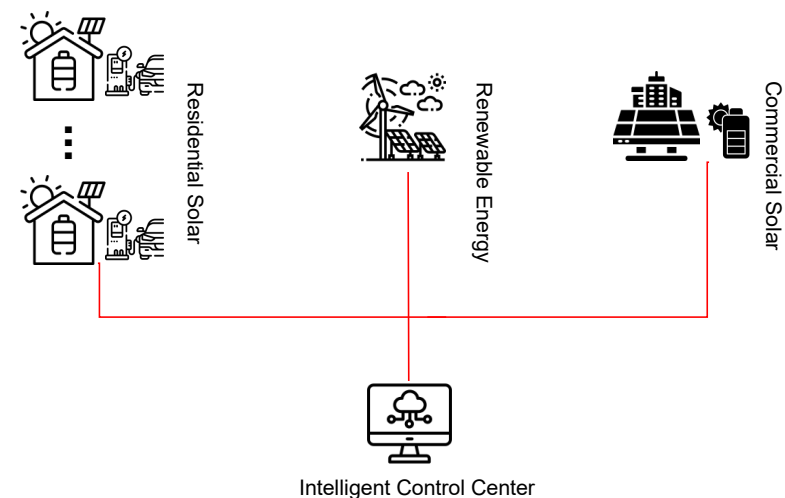 Residential Solar
Renewable Energy
Commercial Solar
Intelligent Control Center